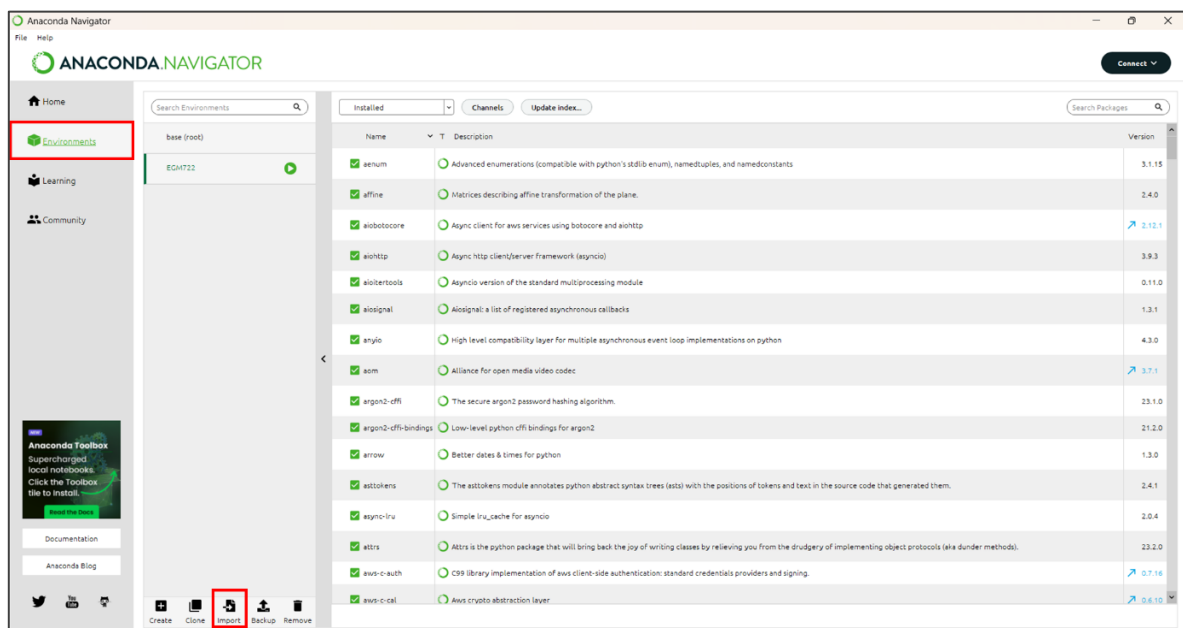 Anaconda Navigator
File Help
ANACONDA.NAVIGATOR
Connect
Home
Environments
Learning
Community
NEW
Anaconda Toolbox
Supercharged
local notebooks.
Click the Toolbox
tile to install.
Read the Docs
Documentation
Anaconda Blog
You
Tube
Search Environments
base (root)
EGM722
Create Clone Import Backup Remove
Installed Channels Update index... Search Packages
Name T Description Version
aenum Advanced enumerations (compatible with python's stdlib enum), namedtuples, and namedconstants 3.1.15
affine Matrices describing affine transformation of the plane. 2.4.0
aiobotocore Async client for aws services using botocore and aiohttp 2.12.1
aiohttp Async http client/server framework (asyncio) 3.9.3
aioitertools Asyncio version of the standard multiprocessing module 0.11.0
aiosignal Aiosignal: a list of registered asynchronous callbacks 1.3.1
anyio High level compatibility layer for multiple asynchronous event loop implementations on python 4.3.0
aom Alliance for open media video codec 3.7.1
argon2-cffi The secure argon2 password hashing algorithm. 23.1.0
argon2-cffi-bindings Low-level python cffi bindings for argon2 21.2.0
arrow Better dates & times for python 1.3.0
asttokens The asttokens module annotates python abstract syntax trees (asts) with the positions of tokens and text in the source code that generated them. 2.4.1
async-lru Simple lru_cache for asyncio 2.0.4
attrs Attrs is the python package that will bring back the joy of writing classes by relieving you from the drudgery of implementing object protocols (aka dunder methods). 23.2.0
aws-c-auth C99 library implementation of aws client-side authentication: standard credentials providers and signing. 0.7.16
aws-c-cal Aws crypto abstraction layer 0.6.10